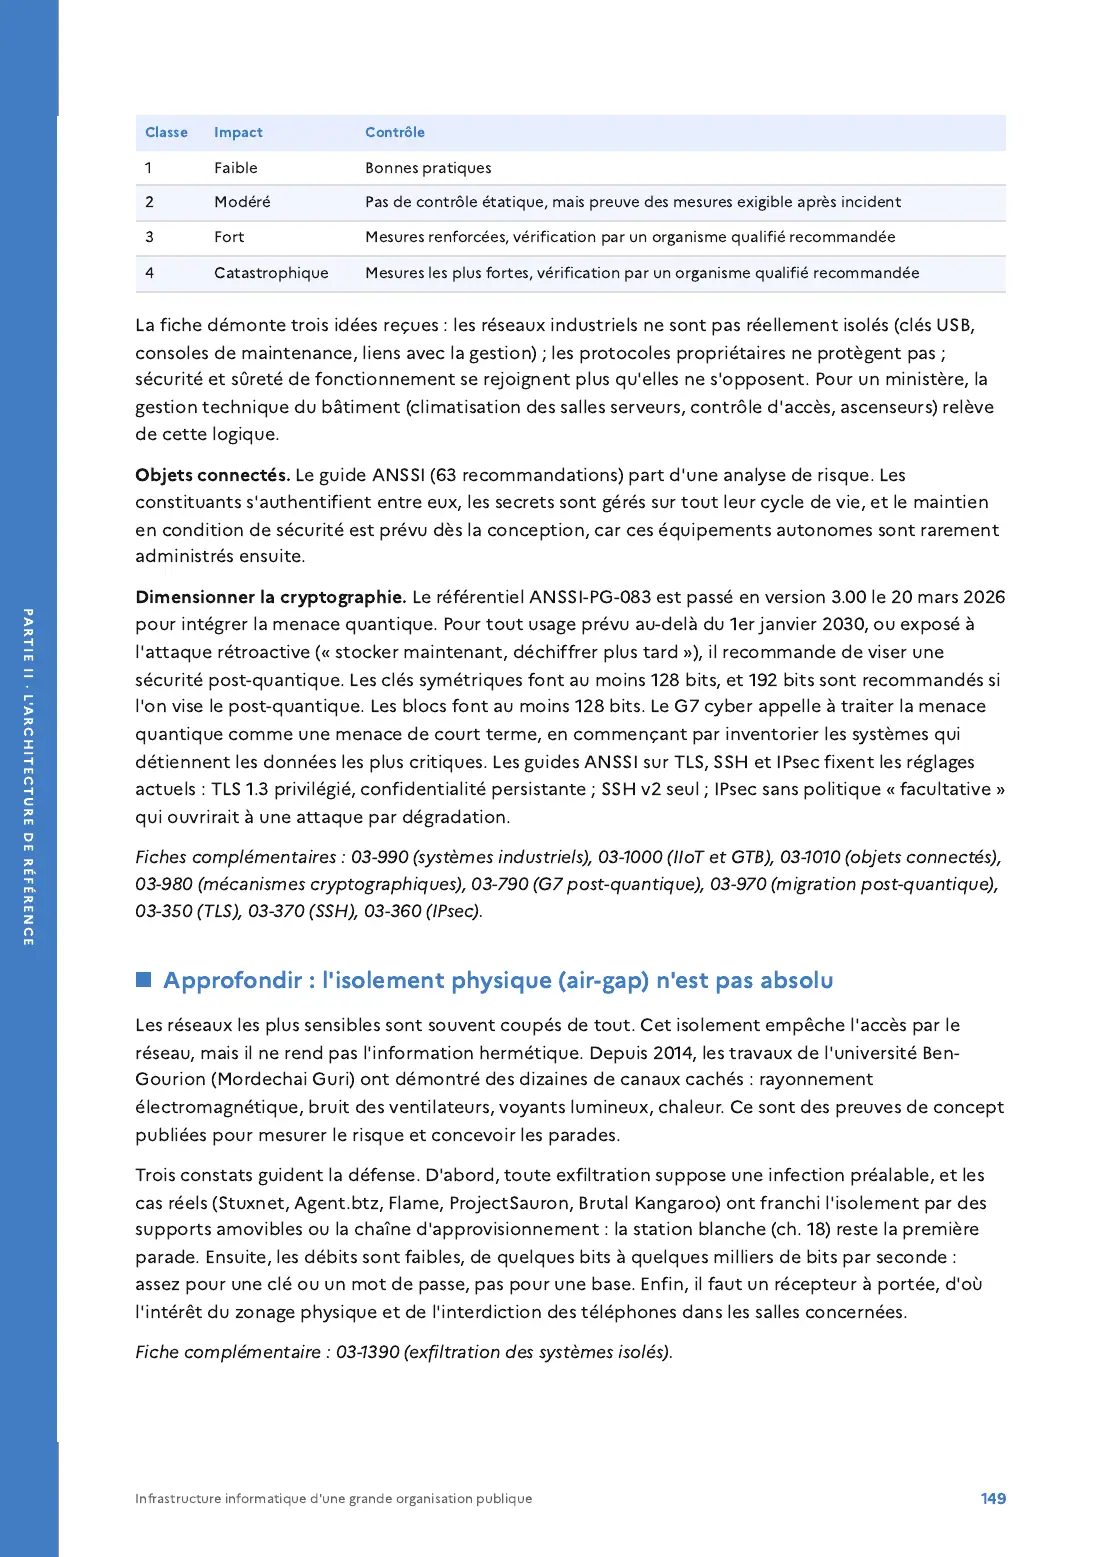 Classe Impact Contrôle
1 Faible Bonnes pratiques
2 Modéré Pas de contrôle étatique, mais preuve des mesures exigible après incident
3 Fort Mesures renforcées, vérification par un organisme qualifié recommandée
4 Catastrophique Mesures les plus fortes, vérification par un organisme qualifié recommandée
La fiche démonte trois idées reçues : les réseaux industriels ne sont pas réellement isolés (clés USB,
consoles de maintenance, liens avec la gestion) ; les protocoles propriétaires ne protègent pas ;
sécurité et sûreté de fonctionnement se rejoignent plus qu'elles ne s'opposent. Pour un ministère, la
gestion technique du bâtiment (climatisation des salles serveurs, contrôle d'accès, ascenseurs) relève
de cette logique.
Objets connectés. Le guide ANSSI (63 recommandations) part d'une analyse de risque. Les
constituants s'authentifient entre eux, les secrets sont gérés sur tout leur cycle de vie, et le maintien
en condition de sécurité est prévu dès la conception, car ces équipements autonomes sont rarement
administrés ensuite.
Dimensionner la cryptographie. Le référentiel ANSSI-PG-083 est passé en version 3.00 le 20 mars 2026
pour intégrer la menace quantique. Pour tout usage prévu au-delà du 1er janvier 2030, ou exposé à
l'attaque rétroactive (« stocker maintenant, déchiffrer plus tard »), il recommande de viser une
sécurité post-quantique. Les clés symétriques font au moins 128 bits, et 192 bits sont recommandés si
l'on vise le post-quantique. Les blocs font au moins 128 bits. Le G7 cyber appelle à traiter la menace
quantique comme une menace de court terme, en commençant par inventorier les systèmes qui
détiennent les données les plus critiques. Les guides ANSSI sur TLS, SSH et IPsec fixent les réglages
actuels : TLS 1.3 privilégié, confidentialité persistante ; SSH v2 seul ; IPsec sans politique « facultative »
qui ouvrirait à une attaque par dégradation.
Fiches complémentaires : 03-990 (systèmes industriels), 03-1000 (IIoT et GTB), 03-1010 (objets connectés),
03-980 (mécanismes cryptographiques), 03-790 (G7 post-quantique), 03-970 (migration post-quantique),
03-350 (TLS), 03-370 (SSH), 03-360 (IPsec).
Approfondir : l'isolement physique (air-gap) n'est pas absolu
Les réseaux les plus sensibles sont souvent coupés de tout. Cet isolement empêche l'accès par le
réseau, mais il ne rend pas l'information hermétique. Depuis 2014, les travaux de l'université Ben-
Gourion (Mordechai Guri) ont démontré des dizaines de canaux cachés : rayonnement
électromagnétique, bruit des ventilateurs, voyants lumineux, chaleur. Ce sont des preuves de concept
publiées pour mesurer le risque et concevoir les parades.
Trois constats guident la défense. D'abord, toute exfiltration suppose une infection préalable, et les
cas réels (Stuxnet, Agent.btz, Flame, ProjectSauron, Brutal Kangaroo) ont franchi l'isolement par des
supports amovibles ou la chaîne d'approvisionnement : la station blanche (ch. 18) reste la première
parade. Ensuite, les débits sont faibles, de quelques bits à quelques milliers de bits par seconde :
assez pour une clé ou un mot de passe, pas pour une base. Enfin, il faut un récepteur à portée, d'où
l'intérêt du zonage physique et de l'interdiction des téléphones dans les salles concernées.
Fiche complémentaire : 03-1390 (exfiltration des systèmes isolés).
PARTIE II · L'ARCHITECTURE DE RÉFÉRENCE
Infrastructure informatique d'une grande organisation publique 149